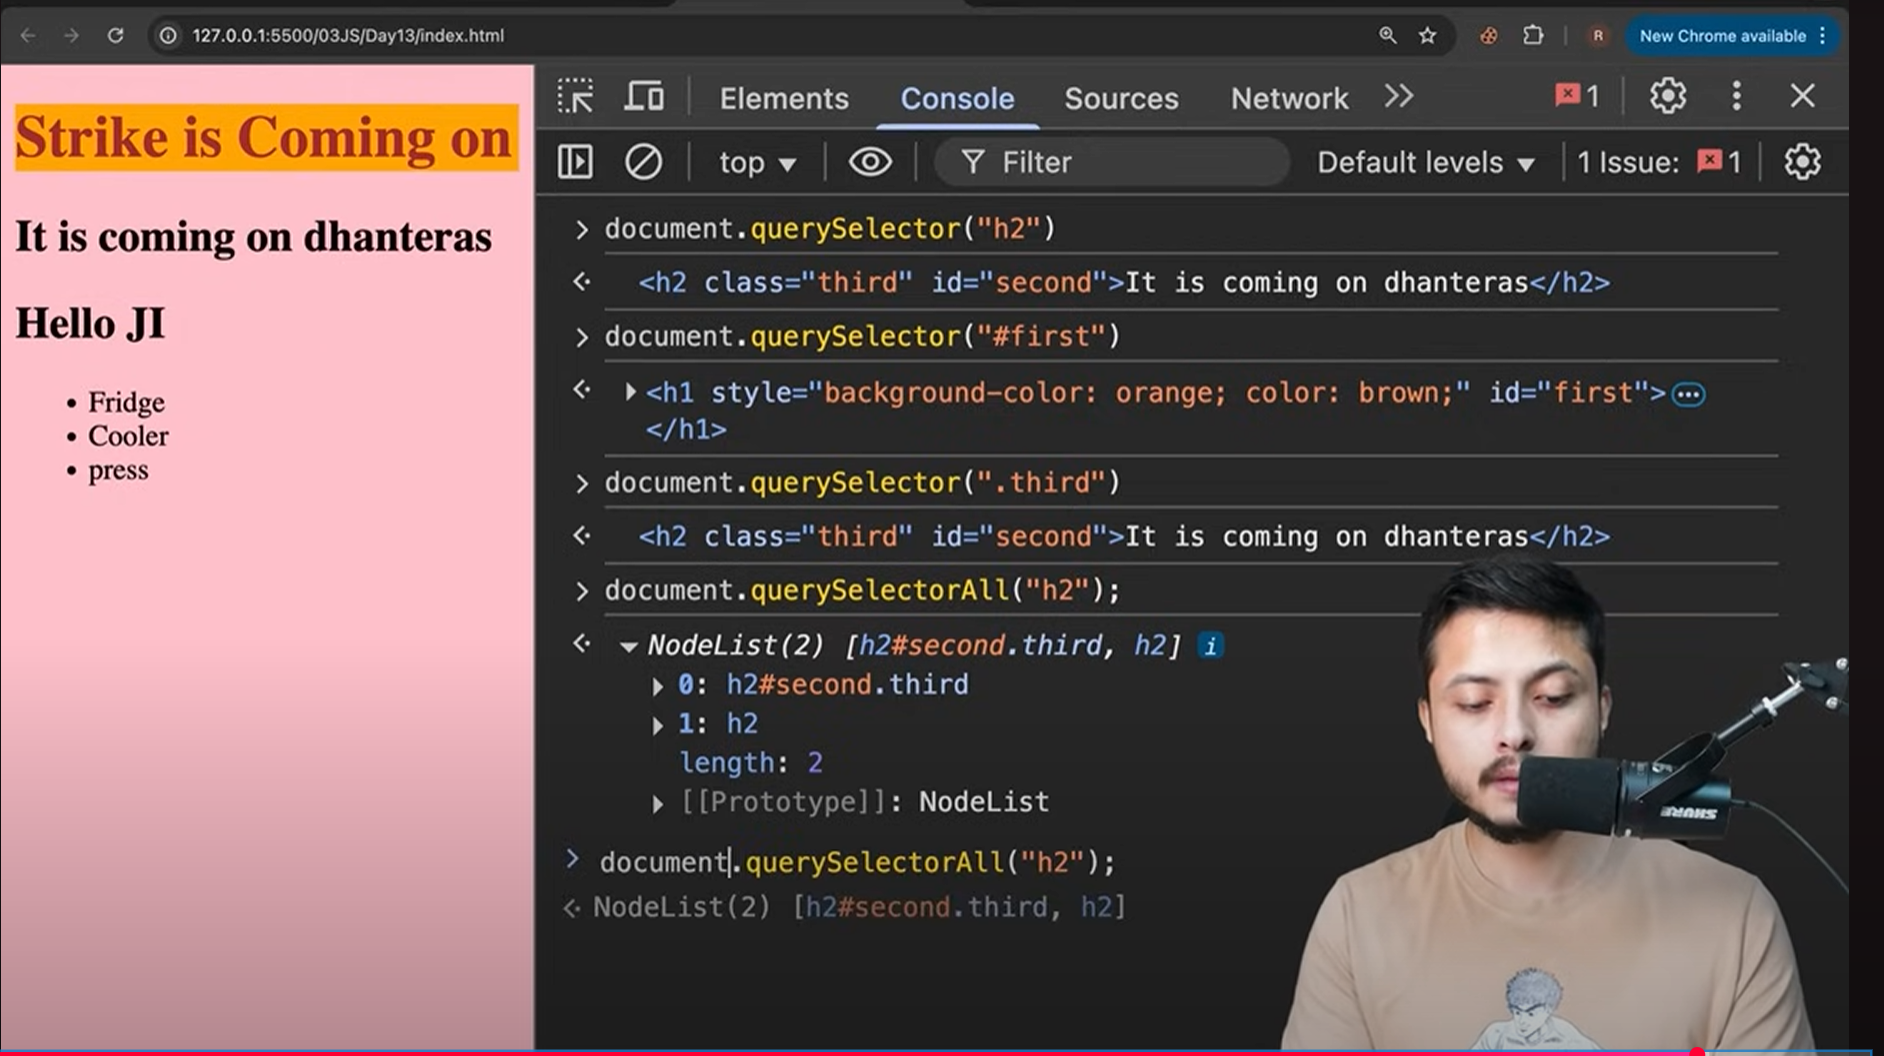 127.0.0.1:5500/03JS/Day13/index.html
R
New Chrome available
Strike is Coming on
It is coming on dhanteras
Hello JI
• Fridge
• Cooler
• press
Elements Console Sources Network 1
top Filter Default levels 1 Issue: 1
> document.querySelector("h2")
<h2 class="third" id="second">It is coming on dhanteras</h2>
> document.querySelector("#first")
<h1 style="background-color: orange; color: brown;" id="first">…
</h1>
> document.querySelector(".third")
<h2 class="third" id="second">It is coming on dhanteras</h2>
> document.querySelectorAll("h2");
NodeList(2) [h2#second.third, h2] i
0: h2#second.third
1: h2
length: 2
[[Prototype]]: NodeList
> document.querySelectorAll("h2");
NodeList(2) [h2#second.third, h2]
SHURE